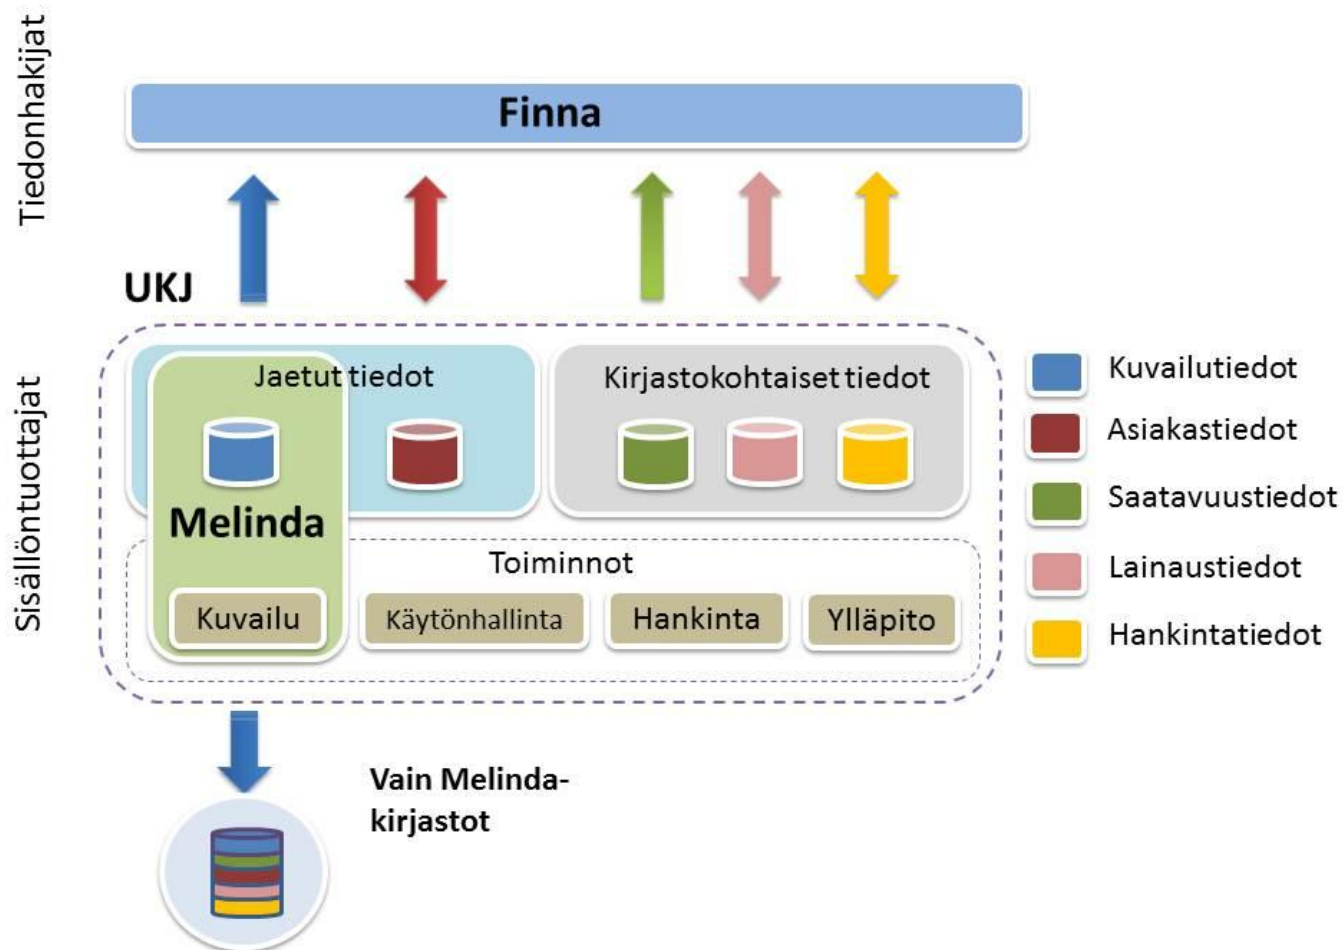 Tiedonhakijat
Finna
UKJ
Sisällöntuottajat
Jaetut tiedot
Kirjastokohtaiset tiedot
Melinda
Toiminnot
Kuvailu
Käytönhallinta
Hankinta
Ylläpito
Kuvailutiedot
Asiakastiedot
Saatavuustiedot
Lainaustiedot
Hankintatiedot
Vain Melinda-
kirjastot